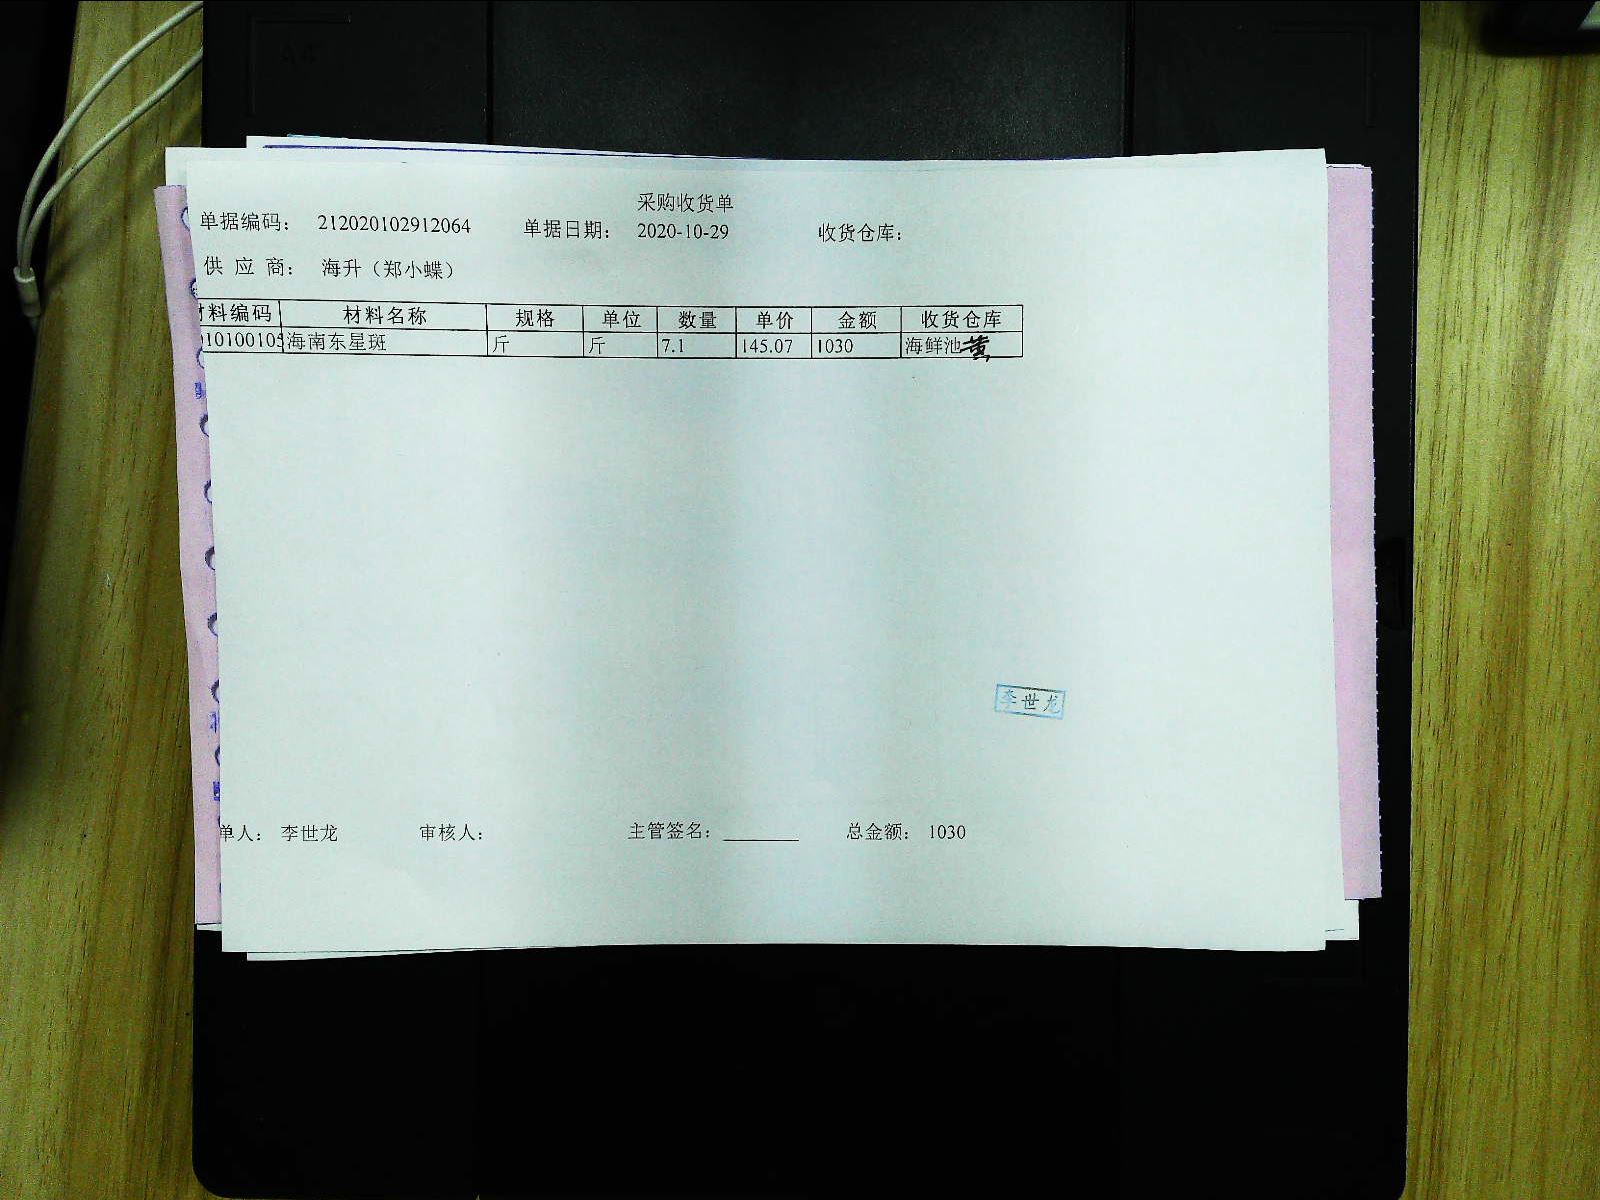 采购收货单
单据编码： 212020102912064 单据日期： 2020-10-29 收货仓库：
供 应 商： 海升（郑小蝶）
材料编码 材料名称 规格 单位 数量 单价 金额 收货仓库
10100105 海南东星斑 斤 斤 7.1 145.07 1030 海鲜池
李世龙
单人： 李世龙 审核人： 主管签名： ________ 总金额： 1030